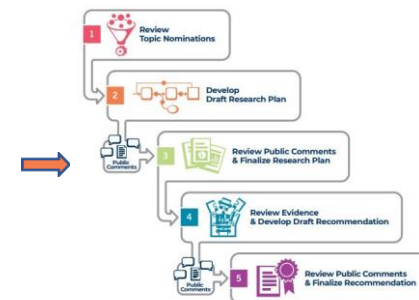 1
Review
Topic Nominations
2
Develop
Draft Research Plan
Public
Comments
3
Review Public Comments
& Finalize Research Plan
4
Review Evidence
& Develop Draft Recommendation
Public
Comments
5
Review Public Comments
& Finalize Recommendation